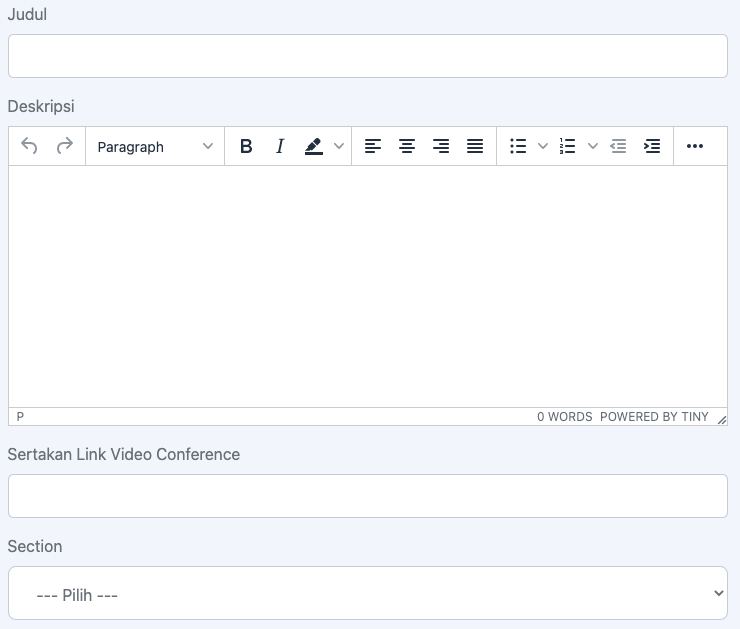 Judul
Deskripsi
Paragraph
B I
P
0 WORDS POWERED BY TINY
Sertakan Link Video Conference
Section
--- Pilih ---